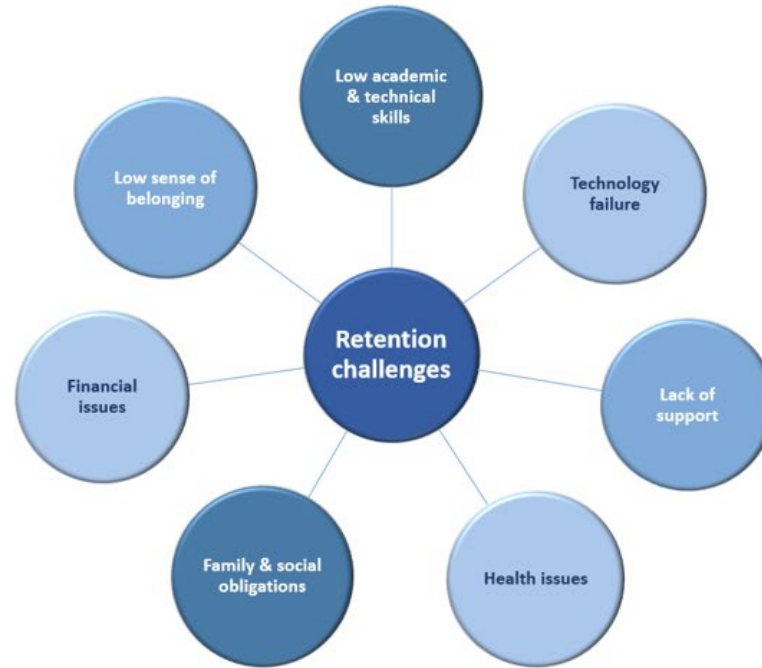 Low academic
& technical
skills
Technology
failure
Lack of
support
Health issues
Family & social
obligations
Financial
issues
Low sense of
belonging
Retention
challenges